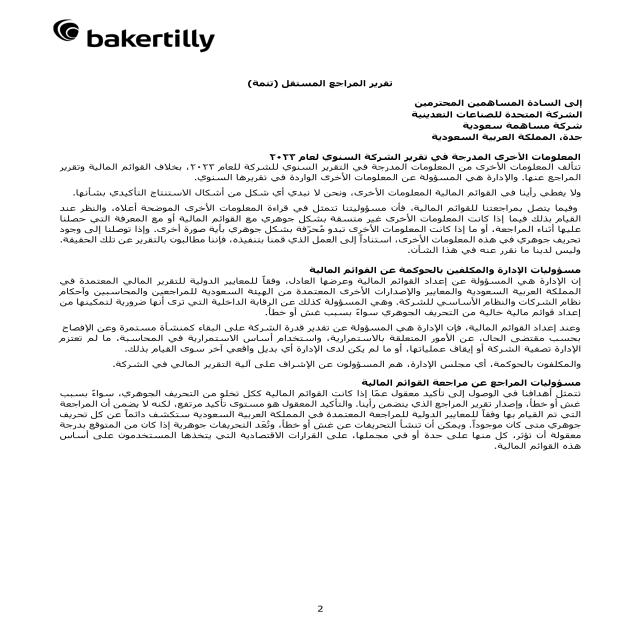 bakertilly
تقرير المراجع المستقل (تتمة)
إلى السادة المساهمين المحترمين
الشركة المتحدة للصناعات التعدينية
شركة مساهمة سعودية
جدة، المملكة العربية السعودية
المعلومات الأخرى المدرجة في تقرير الشركة السنوي لعام ٢٠٢٣
تتألف المعلومات الأخرى من المعلومات المدرجة في التقرير السنوي للشركة للعام ٢٠٢٣، بخلاف القوائم المالية وتقرير
المراجع عنها. والإدارة هي المسؤولة عن المعلومات الأخرى الواردة في تقريرها السنوي.
ولا يغطي رأينا في القوائم المالية المعلومات الأخرى، ونحن لا نبدي أي شكل من أشكال الاستنتاج التأكيدي بشأنها.
وفيما يتصل بمراجعتنا للقوائم المالية، فأن مسؤوليتنا تتمثل في قراءة المعلومات الأخرى الموضحة أعلاه، والنظر عند
القيام بذلك فيما إذا كانت المعلومات الأخرى غير متسقة بشكل جوهري مع القوائم المالية أو مع المعرفة التي حصلنا
عليها أثناء المراجعة، أو ما إذا كانت المعلومات الأخرى تبدو مُحرّفة بشكل جوهري بأية صورة أخرى. وإذا توصلنا إلى وجود
تحريف جوهري في هذه المعلومات الأخرى، استناداً إلى العمل الذي قمنا بتنفيذه، فإننا مطالبون بالتقرير عن تلك الحقيقة.
وليس لدينا ما نقرر عنه في هذا الشأن.
مسؤوليات الإدارة والمكلفين بالحوكمة عن القوائم المالية
إن الإدارة هي المسؤولة عن إعداد القوائم المالية وعرضها العادل، وفقاً للمعايير الدولية للتقرير المالي المعتمدة في
المملكة العربية السعودية والمعايير والإصدارات الأخرى المعتمدة من الهيئة السعودية للمراجعين والمحاسبين وأحكام
نظام الشركات والنظام الأساسي للشركة. وهي المسؤولة كذلك عن الرقابة الداخلية التي ترى أنها ضرورية لتمكينها من
إعداد قوائم مالية خالية من التحريف الجوهري سواءً بسبب غش أو خطأ.
وعند إعداد القوائم المالية، فإن الإدارة هي المسؤولة عن تقدير قدرة الشركة على البقاء كمنشأة مستمرة وعن الإفصاح
بحسب مقتضى الحال، عن الأمور المتعلقة بالاستمرارية، واستخدام أساس الاستمرارية في المحاسبة، ما لم تعتزم
الإدارة تصفية الشركة أو إيقاف عملياتها، أو ما لم يكن لدى الإدارة أي بديل واقعي آخر سوى القيام بذلك.
والمكلفون بالحوكمة، أي مجلس الإدارة، هم المسؤولون عن الإشراف على آلية التقرير المالي في الشركة.
مسؤوليات المراجع عن مراجعة القوائم المالية
تتمثل أهدافنا في الوصول إلى تأكيد معقول عمّا إذا كانت القوائم المالية ككل تخلو من التحريف الجوهري، سواءً بسبب
غش أو خطأ، وإصدار تقرير المراجع الذي يتضمن رأينا. والتأكيد المعقول هو مستوى تأكيد مرتفع، لكنه لا يضمن أن المراجعة
التي تم القيام بها وفقاً للمعايير الدولية للمراجعة المعتمدة في المملكة العربية السعودية ستكشف دائماً عن كل تحريف
جوهري متى كان موجوداً. ويمكن أن تنشأ التحريفات عن غش أو خطأ، وتُعَد التحريفات جوهرية إذا كان من المتوقع بدرجة
معقولة أن تؤثر، كل منها على حدة أو في مجملها، على القرارات الاقتصادية التي يتخذها المستخدمون على أساس
هذه القوائم المالية.
2